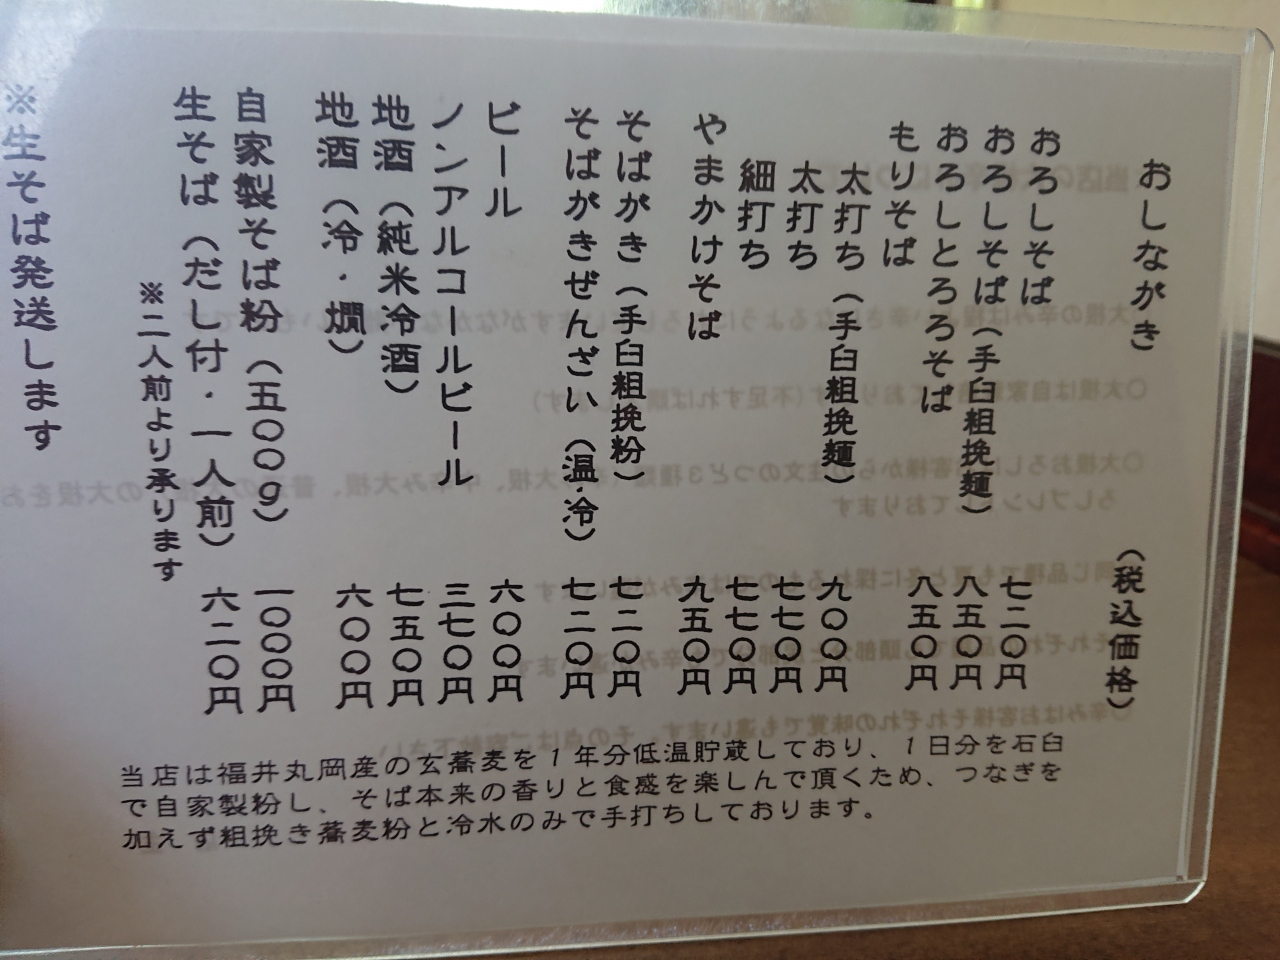 おしながき
（税込価格）
おろしそば 七二〇円
おろしそば（手臼粗挽麺） 八五〇円
おろしとろろそば 八五〇円
もりそば
太打ち（手臼粗挽麺） 九〇〇円
太打ち 七七〇円
細打ち 七七〇円
やまかけそば 九五〇円
そばがき（手臼粗挽粉） 七二〇円
そばがきぜんざい（温・冷） 七二〇円
ビール 六〇〇円
ノンアルコールビール 三七〇円
地酒（純米冷酒） 七五〇円
地酒（冷・燗） 六〇〇円
自家製そば粉（五〇〇g） 一〇〇〇円
生そば（だし付・一人前） 六二〇円
※二人前より承ります
※生そば発送します
当店は福井丸岡産の玄蕎麦を1年分低温貯蔵しており、1日分を石臼
で自家製粉し、そば本来の香りと食感を楽しんで頂くため、つなぎを
加えず粗挽き蕎麦粉と冷水のみで手打ちしております。